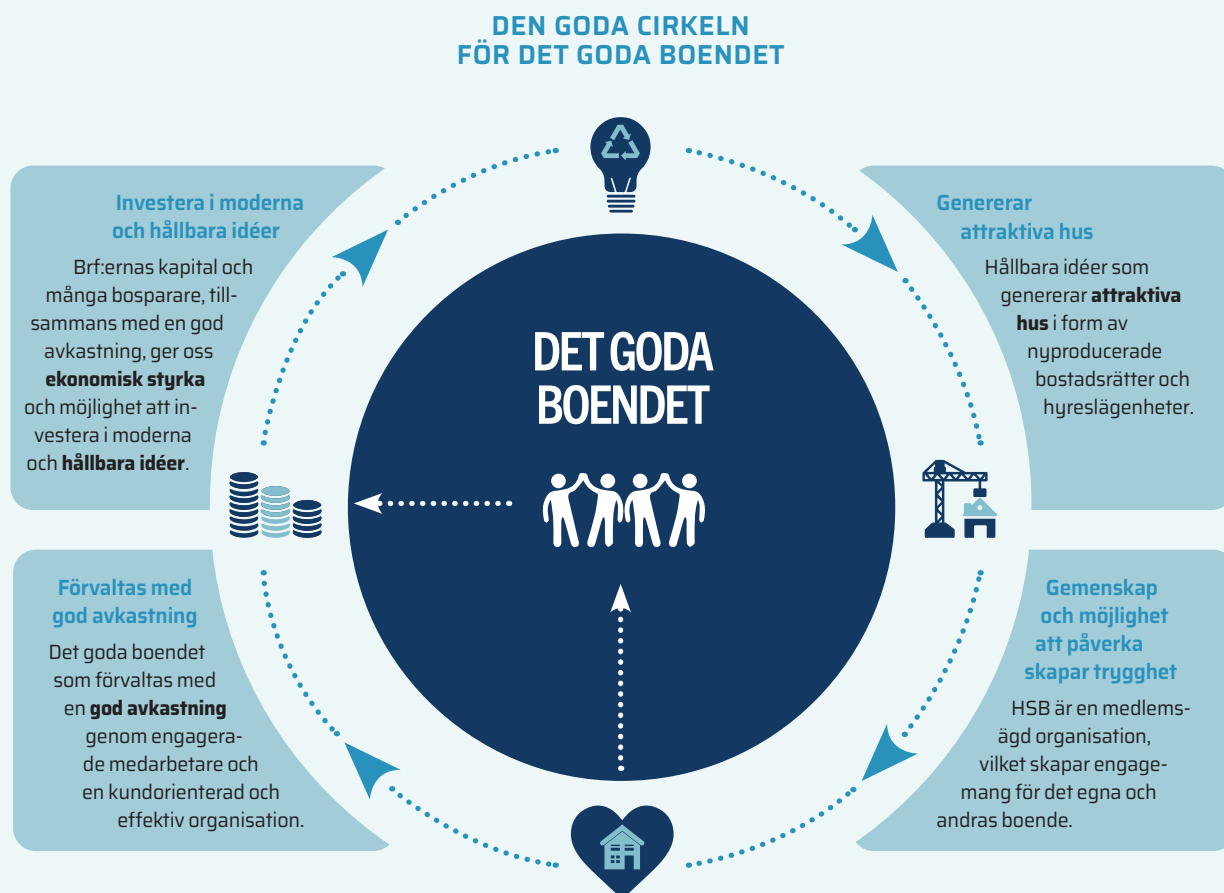 DEN GODA CIRKELN
FÖR DET GODA BOENDET
Investera i moderna
och hållbara idéer
Brf:ernas kapital och
många bosparare, till-
sammans med en god
avkastning, ger oss
ekonomisk styrka
och möjlighet att in-
vestera i moderna
och hållbara idéer.
Genererar
attraktiva hus
Hållbara idéer som
genererar attraktiva
hus i form av
nyproducerade
bostadsrätter och
hyreslägenheter.
DET GODA
BOENDET
Förvaltas med
god avkastning
Det goda boendet
som förvaltas med
en god avkastning
genom engagera-
de medarbetare och
en kundorienterad och
effektiv organisation.
Gemenskap
och möjlighet
att påverka
skapar trygghet
HSB är en medlems-
ägd organisation,
vilket skapar engage-
mang för det egna och
andras boende.